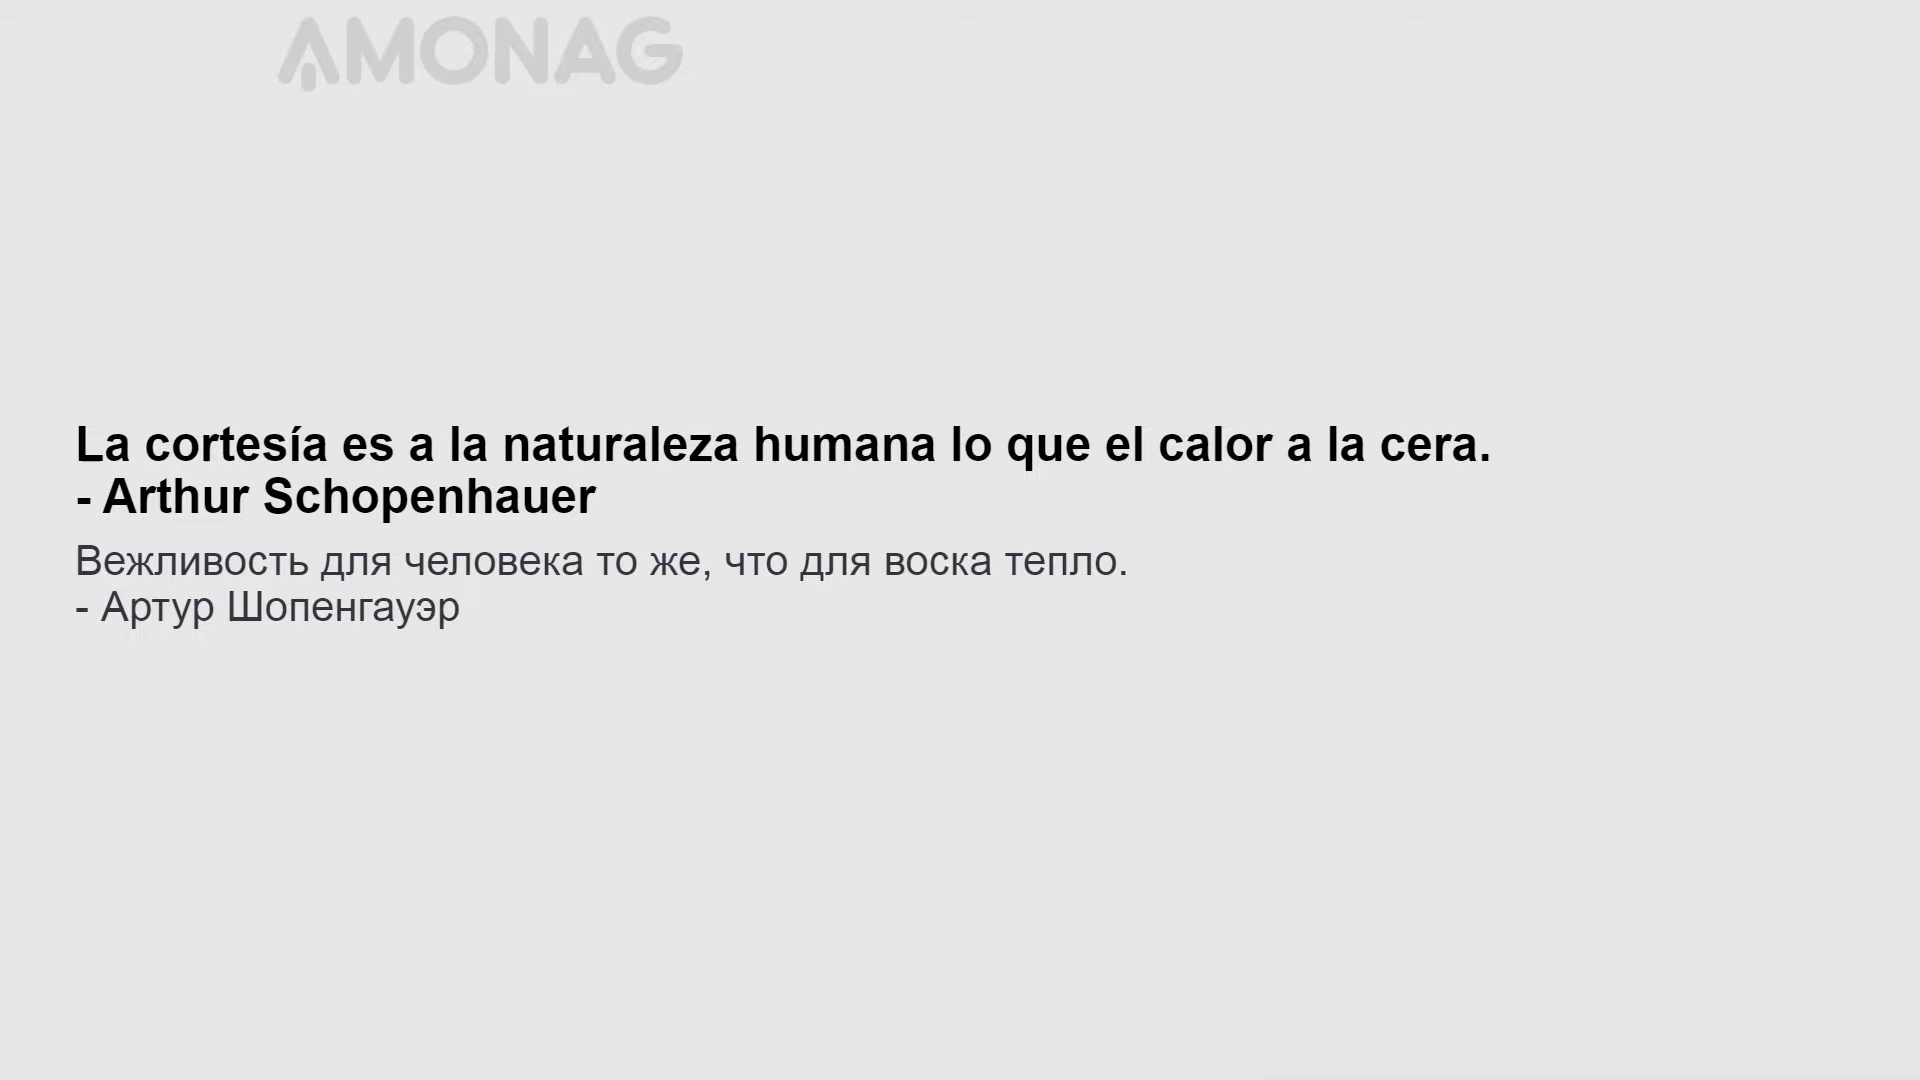 AMONAG
La cortesía es a la naturaleza humana lo que el calor a la cera.
- Arthur Schopenhauer
Вежливость для человека то же, что для воска тепло.
- Артур Шопенгауэр